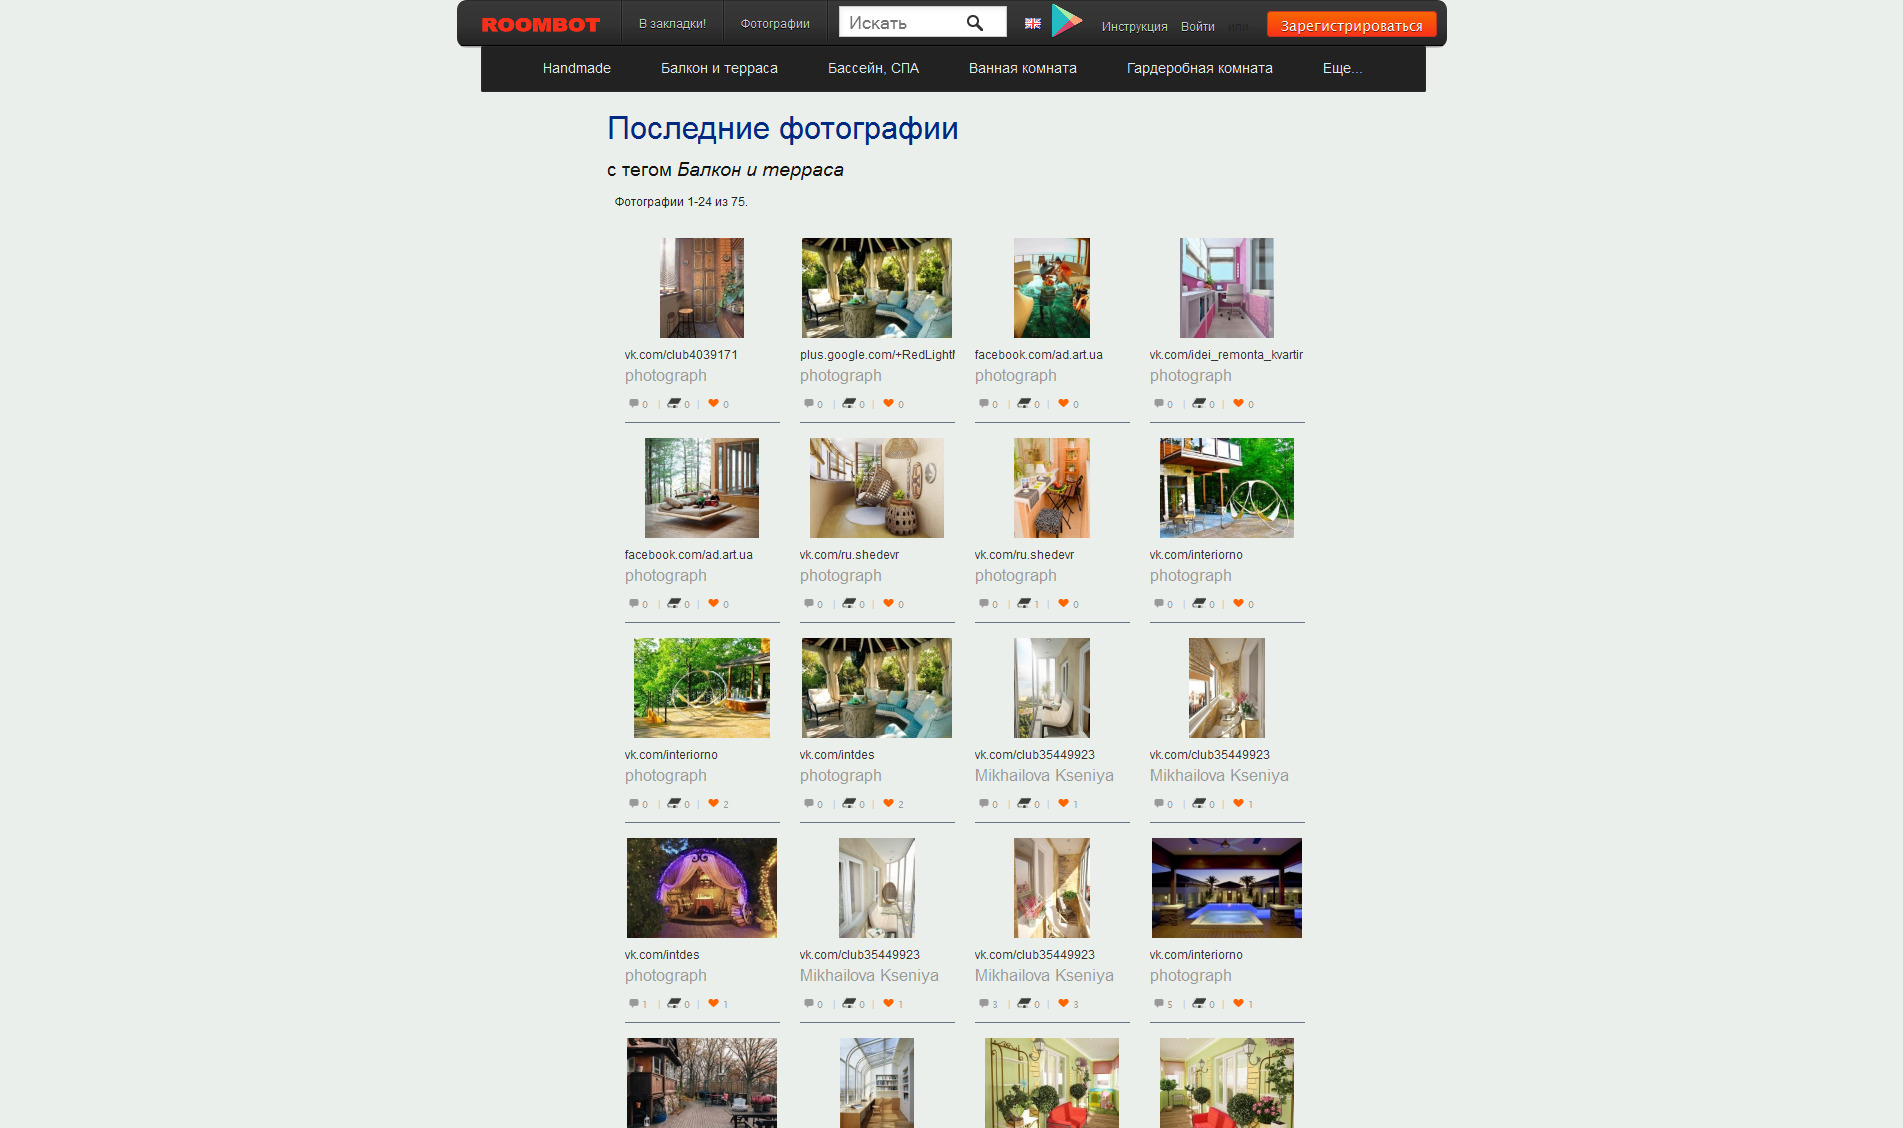 ROOMBOT
В закладки!
Фотографии
Искать
Инструкция
Войти
или
Зарегистрироваться
Handmade
Балкон и терраса
Бассейн, СПА
Ванная комната
Гардеробная комната
Еще...
Последние фотографии
с тегом Балкон и терраса
Фотографии 1-24 из 75.
vk.com/club4039171
photograph
0 | 0 | 0
plus.google.com/+RedLight
photograph
0 | 0 | 0
facebook.com/ad.art.ua
photograph
0 | 0 | 0
vk.com/idei_remonta_kvartir
photograph
0 | 0 | 0
facebook.com/ad.art.ua
photograph
0 | 0 | 0
vk.com/ru.shedevr
photograph
0 | 0 | 0
vk.com/ru.shedevr
photograph
0 | 1 | 0
vk.com/interiorno
photograph
0 | 0 | 0
vk.com/interiorno
photograph
0 | 0 | 2
vk.com/intdes
photograph
0 | 0 | 2
vk.com/club35449923
Mikhailova Kseniya
0 | 0 | 1
vk.com/club35449923
Mikhailova Kseniya
0 | 0 | 1
vk.com/intdes
photograph
1 | 0 | 1
vk.com/club35449923
Mikhailova Kseniya
0 | 0 | 1
vk.com/club35449923
Mikhailova Kseniya
3 | 0 | 3
vk.com/interiorno
photograph
5 | 0 | 1